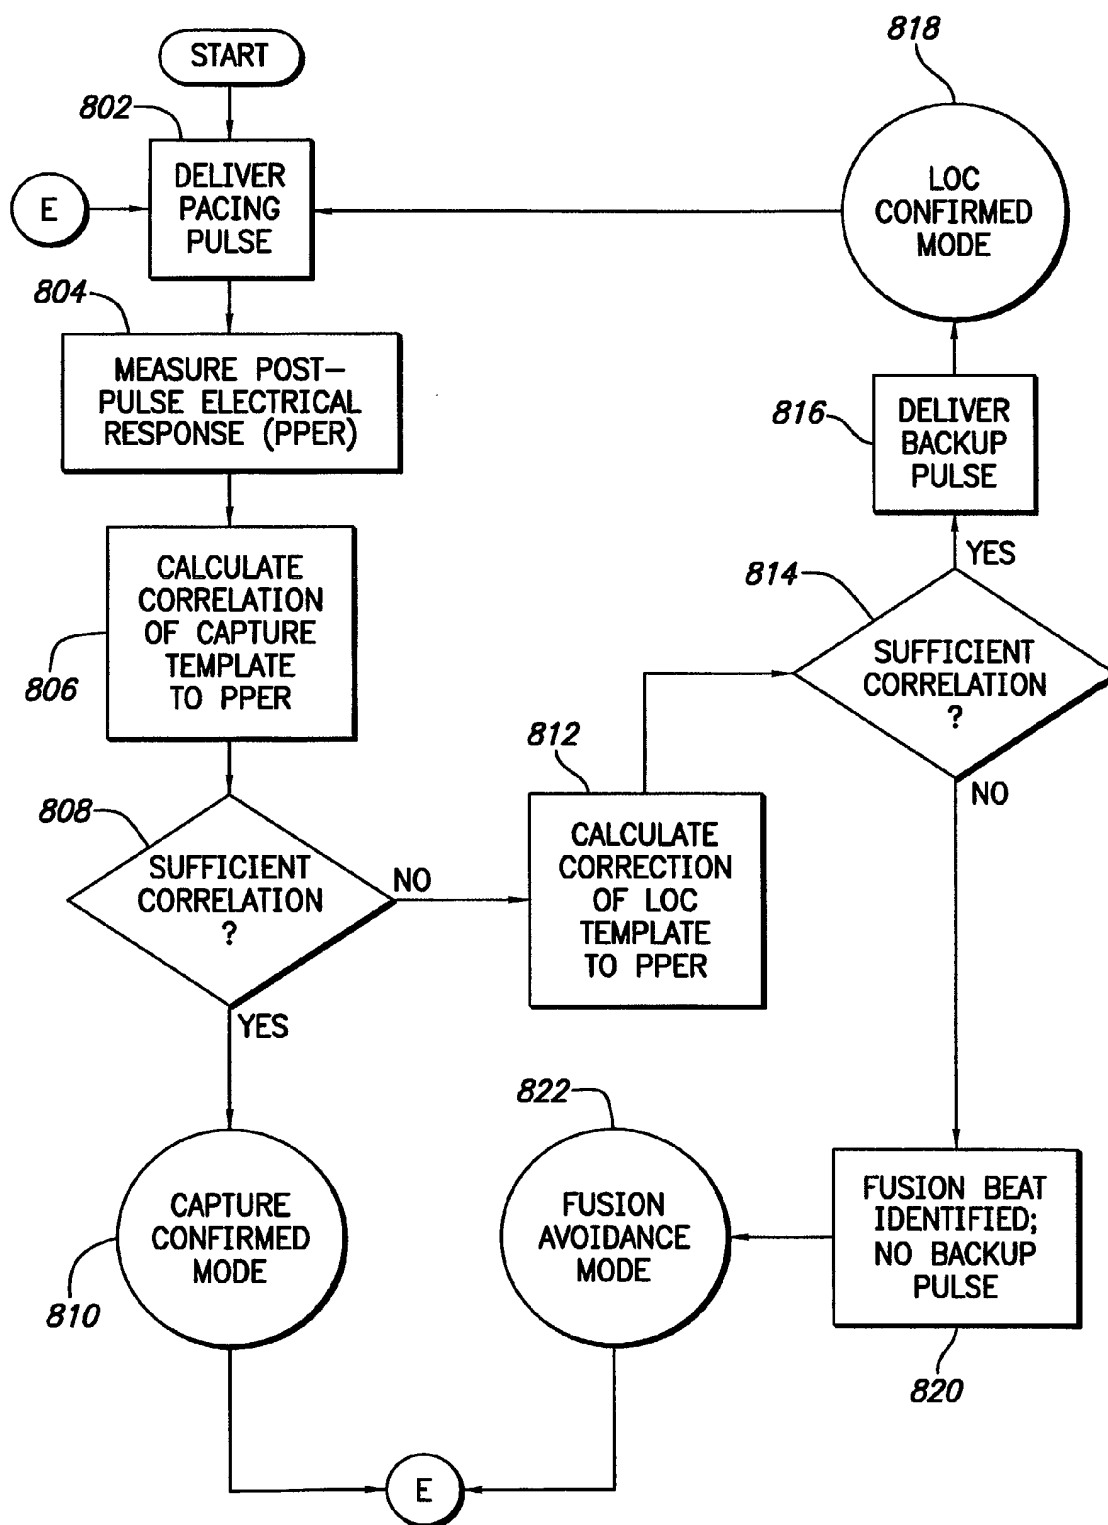 START
802
DELIVER
PACING
PULSE
E
804
MEASURE POST-
PULSE ELECTRICAL
RESPONSE (PPER)
CALCULATE
CORRELATION
OF CAPTURE
TEMPLATE
TO PPER
806
808
SUFFICIENT
CORRELATION
?
NO
YES
CAPTURE
CONFIRMED
MODE
810
812
CALCULATE
CORRECTION
OF LOC
TEMPLATE
TO PPER
814
SUFFICIENT
CORRELATION
?
YES
NO
816
DELIVER
BACKUP
PULSE
818
LOC
CONFIRMED
MODE
FUSION BEAT
IDENTIFIED;
NO BACKUP
PULSE
820
822
FUSION
AVOIDANCE
MODE
E